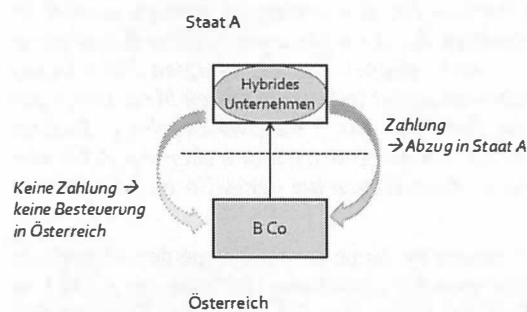 Staat A
Hybrides
Unternehmen
Zahlung
→ Abzug in Staat A
Keine Zahlung →
keine Besteuerung
in Österreich
B Co
Österreich